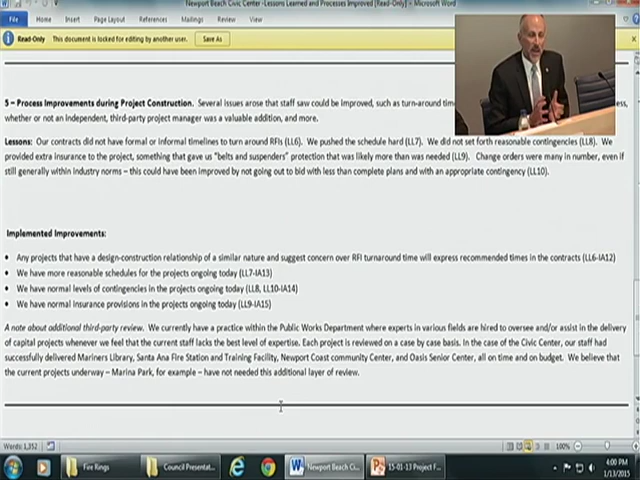 Newport Beach Civic Center -Lessons Learned and Processes Improved [Read-Only] - Microsoft Word
File Home Insert Page Layout References Mailings Review View
Read-Only This document is locked for editing by another user. Save As
5 – Process Improvements during Project Construction. Several issues arose that staff saw could be improved, such as turn-around
whether or not an independent, third-party project manager was a valuable addition, and more.
Lessons: Our contracts did not have formal or informal timelines to turn around RFIs (LL6). We pushed the schedule hard (LL7). We did not set forth reasonable contingencies (LL8). We
provided extra insurance to the project, something that gave us "belts and suspenders" protection that was likely more than was needed (LL9). Change orders were many in number, even if
still generally within industry norms – this could have been improved by not going out to bid with less than complete plans and with an appropriate contingency (LL10).
Implemented Improvements:
• Any projects that have a design-construction relationship of a similar nature and suggest concern over RFI turnaround time will express recommended times in the contracts (LL6-IA12)
• We have more reasonable schedules for the projects ongoing today (LL7-IA13)
• We have normal levels of contingencies in the projects ongoing today (LL8, LL10-IA14)
• We have normal insurance provisions in the projects ongoing today (LL9-IA15)
A note about additional third-party review. We currently have a practice within the Public Works Department where experts in various fields are hired to oversee and/or assist in the delivery
of capital projects whenever we feel that the current staff lacks the best level of expertise. Each project is reviewed on a case by case basis. In the case of the Civic Center, our staff had
successfully delivered Mariners Library, Santa Ana Fire Station and Training Facility, Newport Coast community Center, and Oasis Senior Center, all on time and on budget. We believe that
the current projects underway – Marina Park, for example – have not needed this additional layer of review.
Words: 1,352 100%
Fire Rings Council Presentat... Newport Beach Ci... 15-01-13 Project F... 4:00 PM
1/13/2015